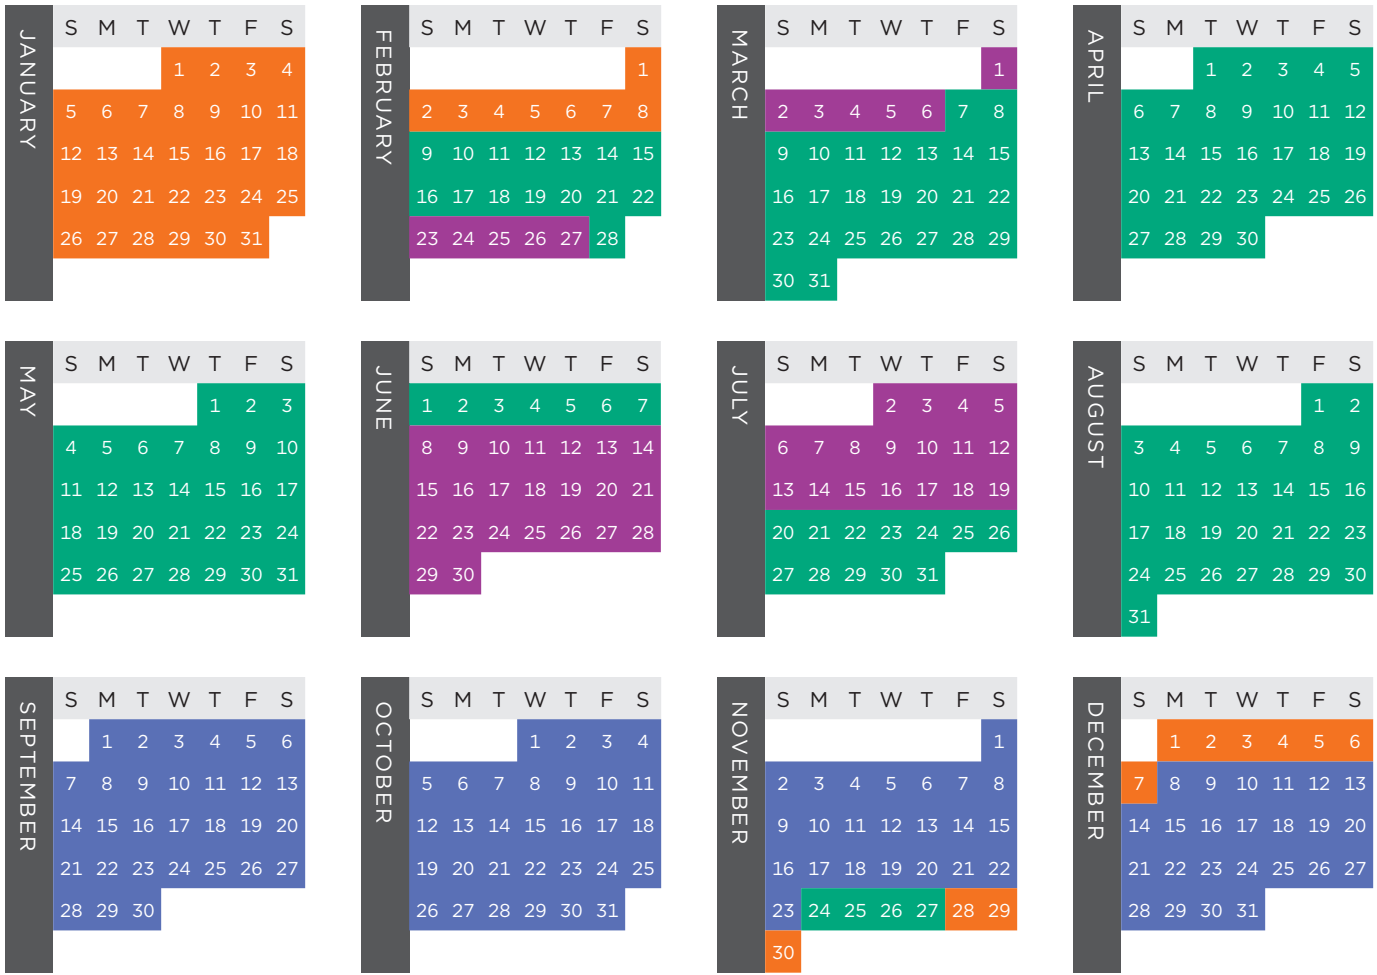 JANUARY
S M T W T F S
1 2 3 4
5 6 7 8 9 10 11
12 13 14 15 16 17 18
19 20 21 22 23 24 25
26 27 28 29 30 31
FEBRUARY
S M T W T F S
1
2 3 4 5 6 7 8
9 10 11 12 13 14 15
16 17 18 19 20 21 22
23 24 25 26 27 28
MARCH
S M T W T F S
1
2 3 4 5 6 7 8
9 10 11 12 13 14 15
16 17 18 19 20 21 22
23 24 25 26 27 28 29
30 31
APRIL
S M T W T F S
1 2 3 4 5
6 7 8 9 10 11 12
13 14 15 16 17 18 19
20 21 22 23 24 25 26
27 28 29 30
MAY
S M T W T F S
1 2 3
4 5 6 7 8 9 10
11 12 13 14 15 16 17
18 19 20 21 22 23 24
25 26 27 28 29 30 31
JUNE
S M T W T F S
1 2 3 4 5 6 7
8 9 10 11 12 13 14
15 16 17 18 19 20 21
22 23 24 25 26 27 28
29 30
JULY
S M T W T F S
2 3 4 5
6 7 8 9 10 11 12
13 14 15 16 17 18 19
20 21 22 23 24 25 26
27 28 29 30 31
AUGUST
S M T W T F S
1 2
3 4 5 6 7 8 9
10 11 12 13 14 15 16
17 18 19 20 21 22 23
24 25 26 27 28 29 30
31
SEPTEMBER
S M T W T F S
1 2 3 4 5 6
7 8 9 10 11 12 13
14 15 16 17 18 19 20
21 22 23 24 25 26 27
28 29 30
OCTOBER
S M T W T F S
1 2 3 4
5 6 7 8 9 10 11
12 13 14 15 16 17 18
19 20 21 22 23 24 25
26 27 28 29 30 31
NOVEMBER
S M T W T F S
1
2 3 4 5 6 7 8
9 10 11 12 13 14 15
16 17 18 19 20 21 22
23 24 25 26 27 28 29
30
DECEMBER
S M T W T F S
1 2 3 4 5 6
7 8 9 10 11 12 13
14 15 16 17 18 19 20
21 22 23 24 25 26 27
28 29 30 31